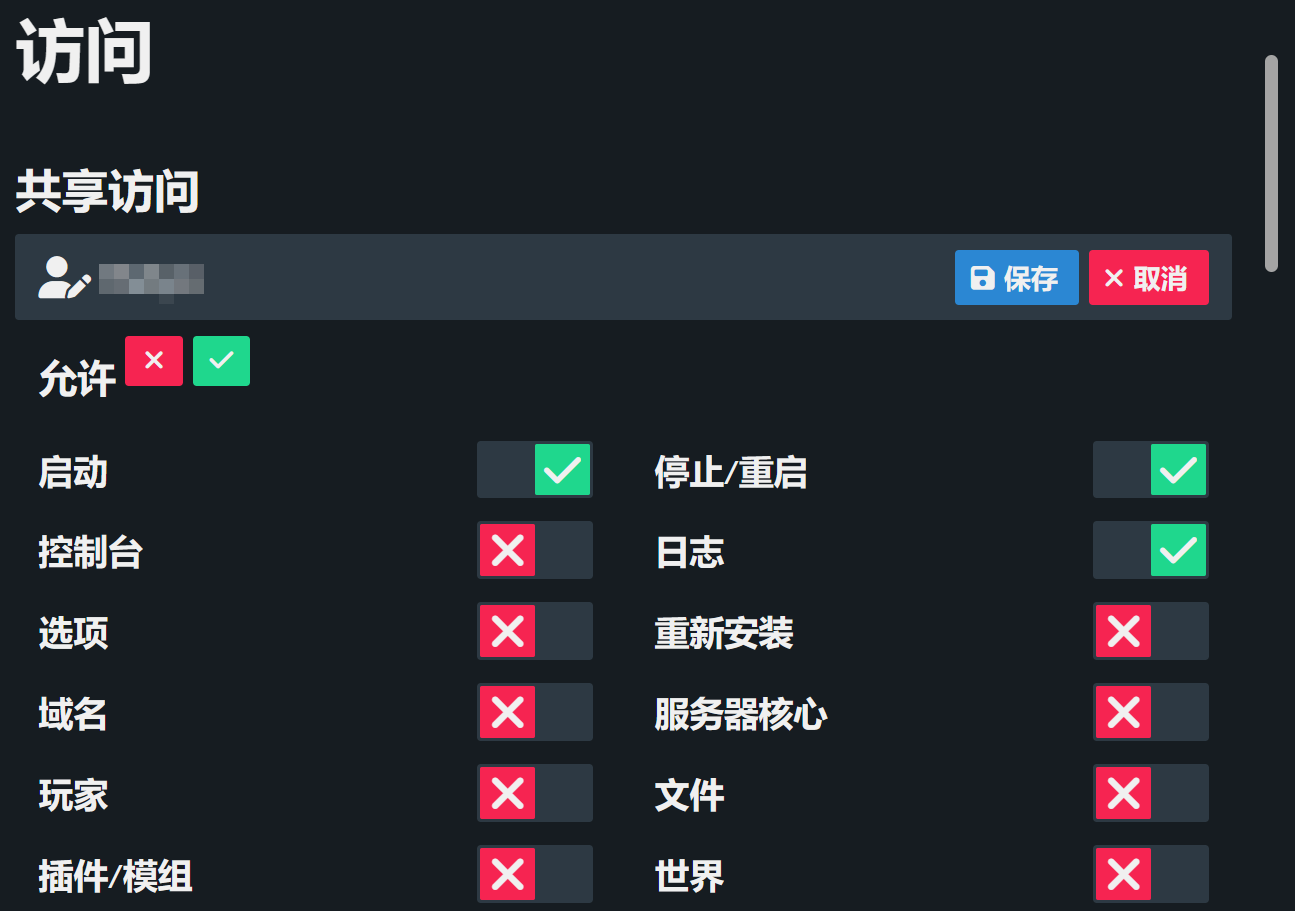 访问
共享访问
保存 取消
允许
启动 停止/重启
控制台 日志
选项 重新安装
域名 服务器核心
玩家 文件
插件/模组 世界